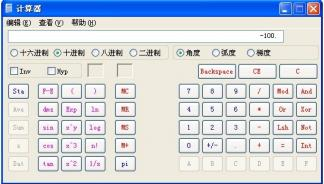 计算器
编辑(E) 查看(V) 帮助(H)
-100.
十六进制 十进制 八进制 二进制 角度 弧度 梯度
Inv Hyp Backspace CE C
Sta F-E ( ) MC 7 8 9 / Mod And
Ave dms Exp ln MR 4 5 6 * Or Xor
Sum sin x^y log MS 1 2 3 - Lsh Not
s cos x^3 n! M+ 0 +/- . + = Int
Dat tan x^2 1/x pi A B C D E F